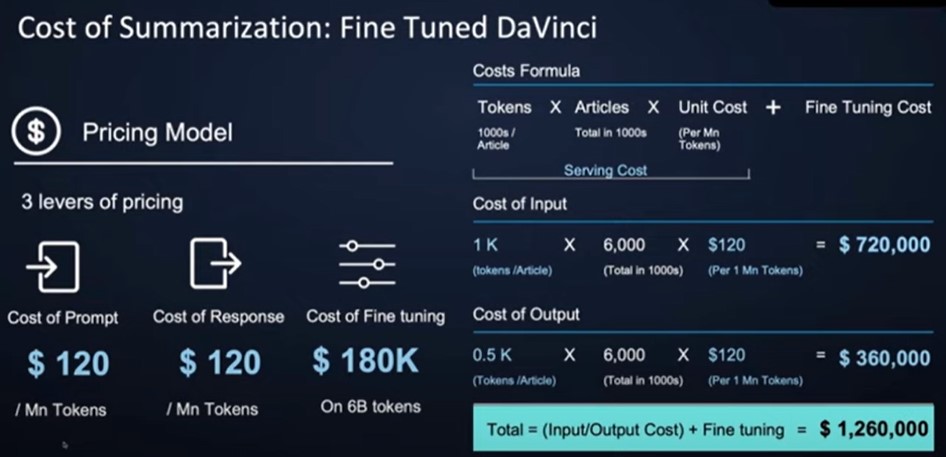 Cost of Summarization: Fine Tuned DaVinci
$ Pricing Model
3 levers of pricing
Cost of Prompt Cost of Response Cost of Fine tuning
$ 120 $ 120 $ 180K
/ Mn Tokens / Mn Tokens On 6B tokens
Costs Formula
Tokens X Articles X Unit Cost + Fine Tuning Cost
1000s / Total in 1000s (Per Mn
Article Tokens)
Serving Cost
Cost of Input
1 K X 6,000 X $120 = $ 720,000
(tokens /Article) (Total in 1000s) (Per 1 Mn Tokens)
Cost of Output
0.5 K X 6,000 X $120 = $ 360,000
(Tokens /Article) (Total in 1000s) (Per 1 Mn Tokens)
Total = (Input/Output Cost) + Fine tuning = $ 1,260,000